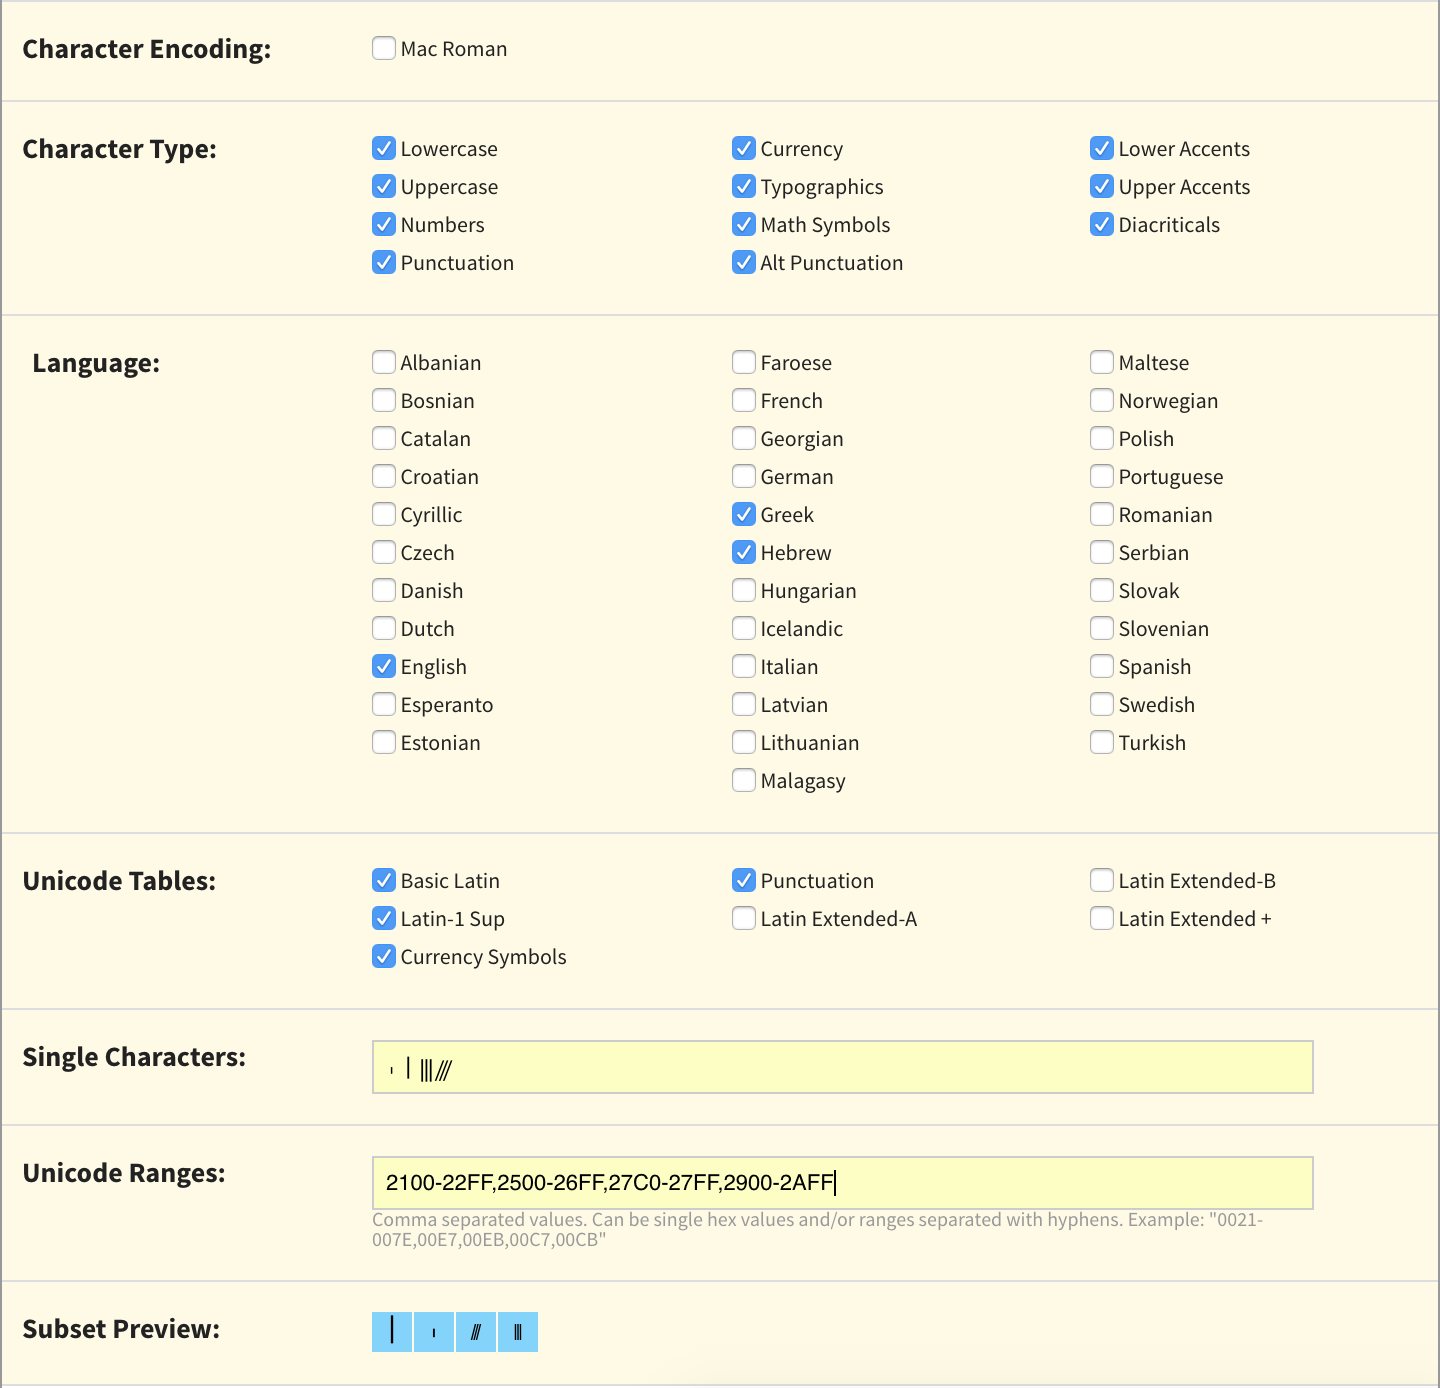 Character Encoding:
Mac Roman
Character Type:
Lowercase
Uppercase
Numbers
Punctuation
Currency
Typographics
Math Symbols
Alt Punctuation
Lower Accents
Upper Accents
Diacriticals
Language:
Albanian
Bosnian
Catalan
Croatian
Cyrillic
Czech
Danish
Dutch
English
Esperanto
Estonian
Faroese
French
Georgian
German
Greek
Hebrew
Hungarian
Icelandic
Italian
Latvian
Lithuanian
Malagasy
Maltese
Norwegian
Polish
Portuguese
Romanian
Serbian
Slovak
Slovenian
Spanish
Swedish
Turkish
Unicode Tables:
Basic Latin
Latin-1 Sup
Currency Symbols
Punctuation
Latin Extended-A
Latin Extended-B
Latin Extended +
Single Characters:
Unicode Ranges:
2100-22FF,2500-26FF,27C0-27FF,2900-2AFF
Comma separated values. Can be single hex values and/or ranges separated with hyphens. Example: "0021-
007E,00E7,00EB,00C7,00CB"
Subset Preview: